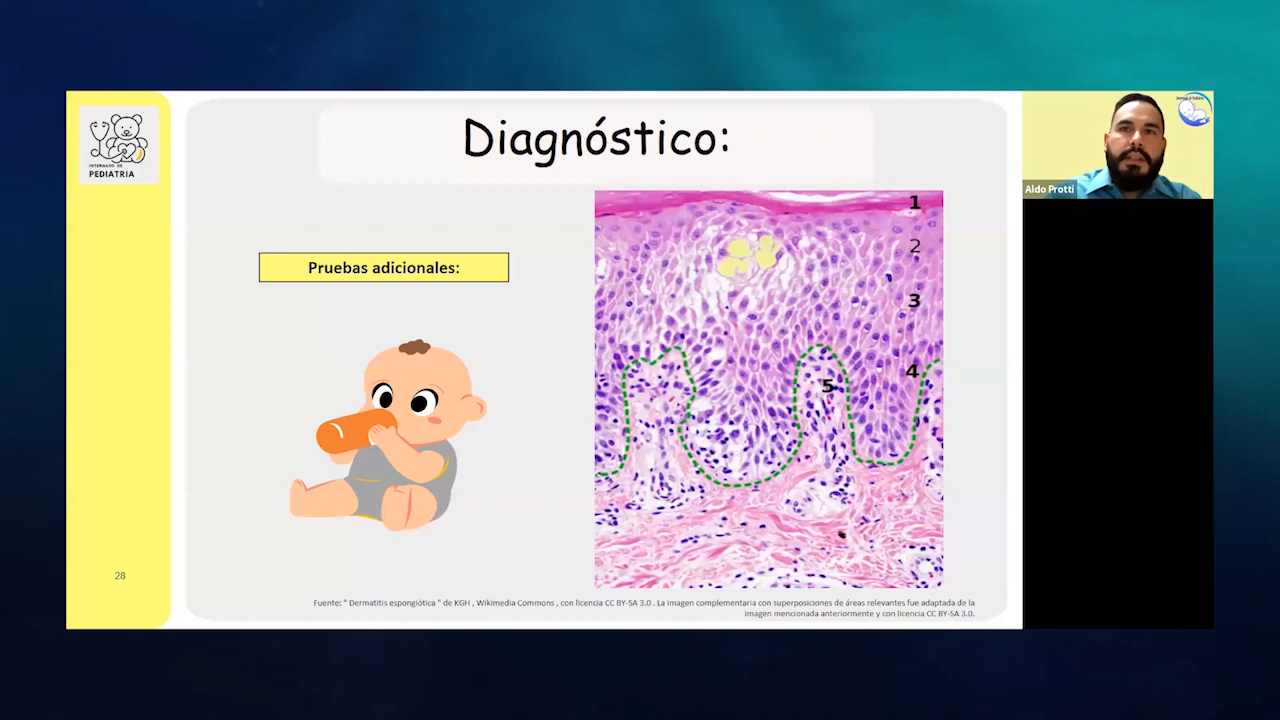 INTERNADO DE
PEDIATRIA
Diagnóstico:
Pruebas adicionales:
1
2
3
4
5
Aldo Protti
28
Fuente: " Dermatitis espongiótica " de KGH , Wikimedia Commons , con licencia CC BY-SA 3.0 . La imagen complementaria con superposiciones de áreas relevantes fue adaptada de la
imagen mencionada anteriormente y con licencia CC BY-SA 3.0.